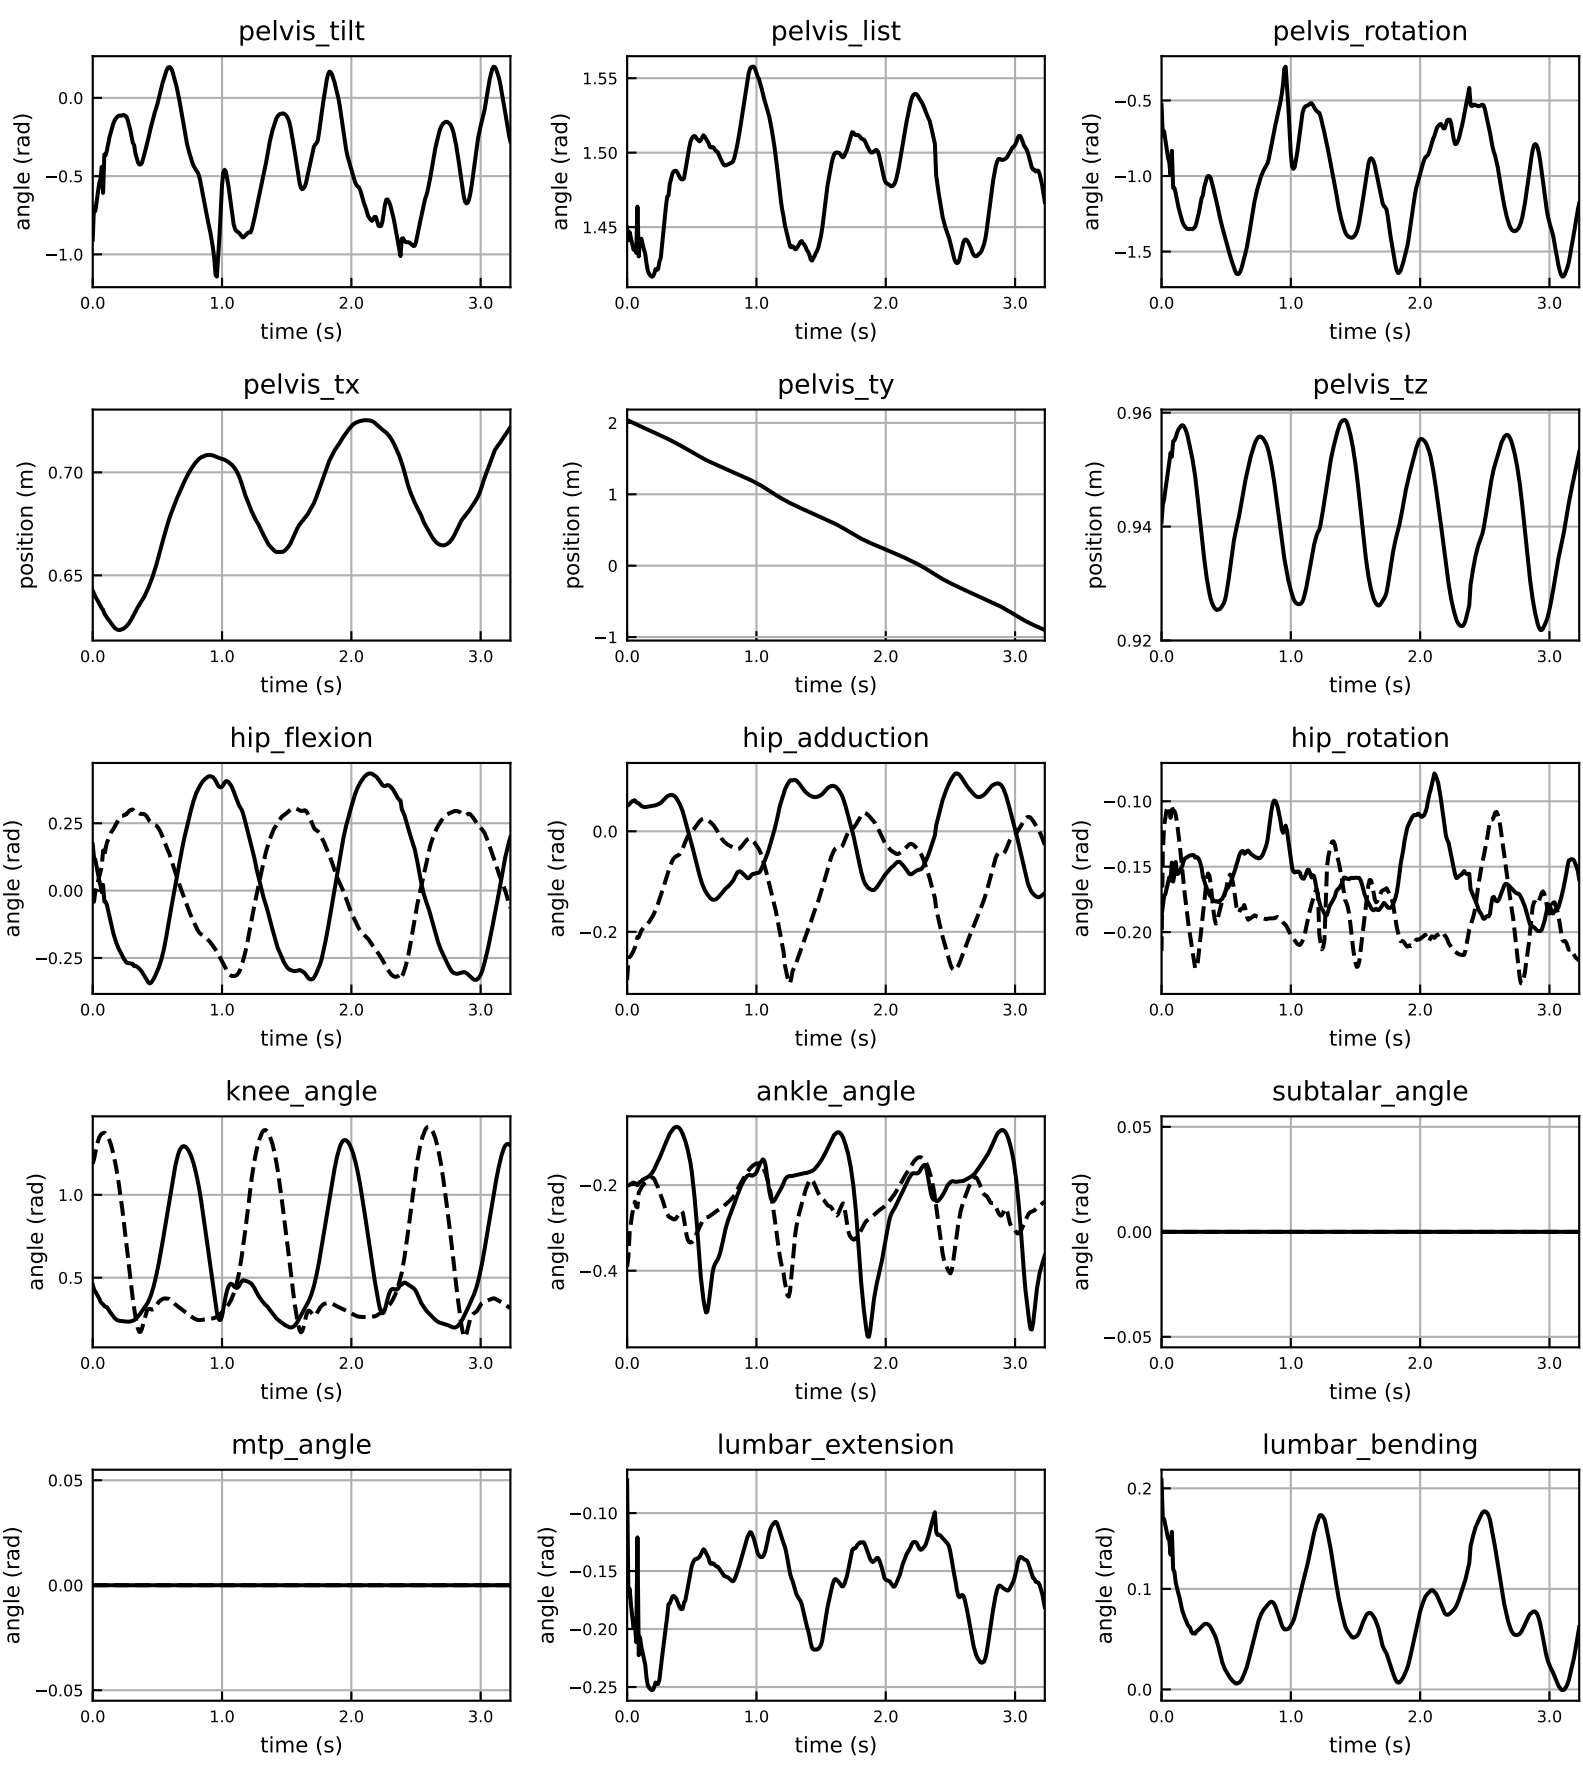 pelvis_tilt
angle (rad)
0.0
−0.5
−1.0
0.0 1.0 2.0 3.0
time (s)
pelvis_list
angle (rad)
1.55
1.50
1.45
0.0 1.0 2.0 3.0
time (s)
pelvis_rotation
angle (rad)
−0.5
−1.0
−1.5
0.0 1.0 2.0 3.0
time (s)
pelvis_tx
position (m)
0.70
0.65
0.0 1.0 2.0 3.0
time (s)
pelvis_ty
position (m)
2
1
0
−1
0.0 1.0 2.0 3.0
time (s)
pelvis_tz
position (m)
0.96
0.94
0.92
0.0 1.0 2.0 3.0
time (s)
hip_flexion
angle (rad)
0.25
0.00
−0.25
0.0 1.0 2.0 3.0
time (s)
hip_adduction
angle (rad)
0.0
−0.2
0.0 1.0 2.0 3.0
time (s)
hip_rotation
angle (rad)
−0.10
−0.15
−0.20
0.0 1.0 2.0 3.0
time (s)
knee_angle
angle (rad)
1.0
0.5
0.0 1.0 2.0 3.0
time (s)
ankle_angle
angle (rad)
−0.2
−0.4
0.0 1.0 2.0 3.0
time (s)
subtalar_angle
angle (rad)
0.05
0.00
−0.05
0.0 1.0 2.0 3.0
time (s)
mtp_angle
angle (rad)
0.05
0.00
−0.05
0.0 1.0 2.0 3.0
time (s)
lumbar_extension
angle (rad)
−0.10
−0.15
−0.20
−0.25
0.0 1.0 2.0 3.0
time (s)
lumbar_bending
angle (rad)
0.2
0.1
0.0
0.0 1.0 2.0 3.0
time (s)